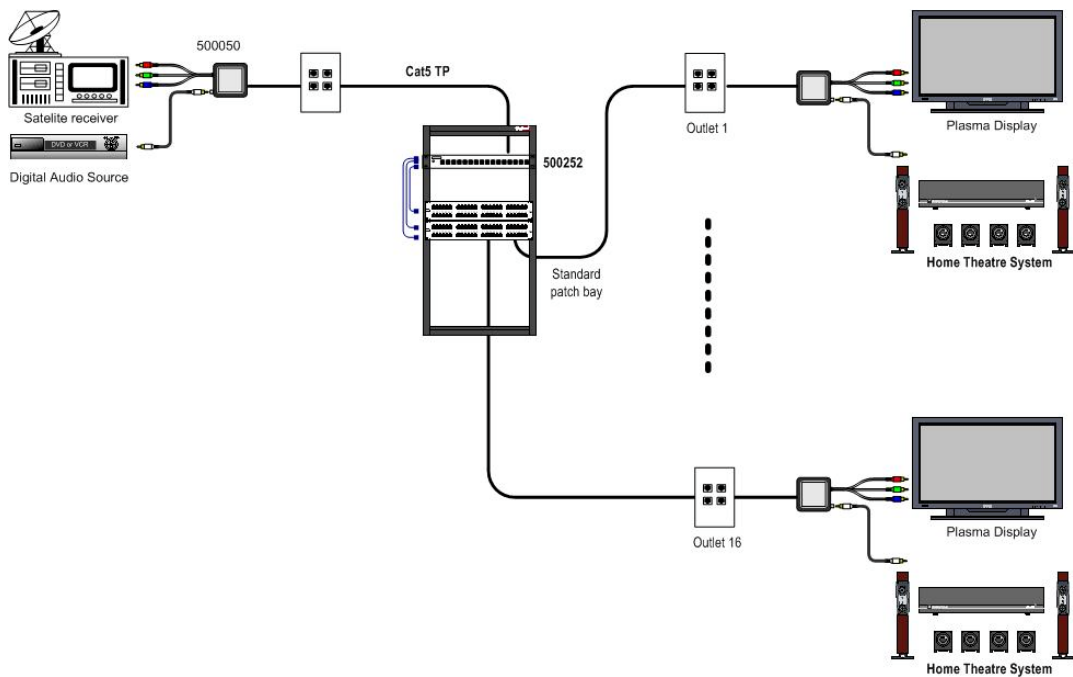 500050
Cat5 TP
Satelite receiver
DVD or VCR
Digital Audio Source
500252
Standard
patch bay
Outlet 1
Plasma Display
Home Theatre System
Outlet 16
Plasma Display
Home Theatre System